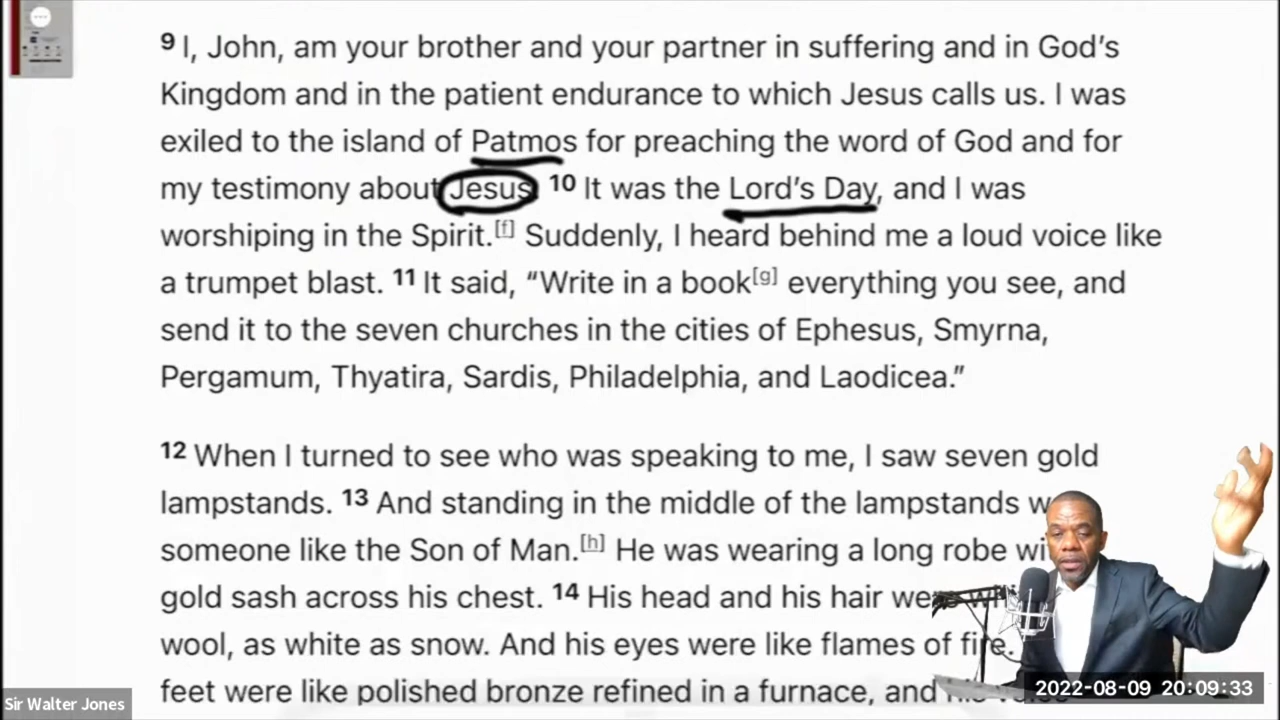 9 I, John, am your brother and your partner in suffering and in God’s
Kingdom and in the patient endurance to which Jesus calls us. I was
exiled to the island of Patmos for preaching the word of God and for
my testimony about Jesus. 10 It was the Lord’s Day, and I was
worshiping in the Spirit.[f] Suddenly, I heard behind me a loud voice like
a trumpet blast. 11 It said, “Write in a book[g] everything you see, and
send it to the seven churches in the cities of Ephesus, Smyrna,
Pergamum, Thyatira, Sardis, Philadelphia, and Laodicea.”
12 When I turned to see who was speaking to me, I saw seven gold
lampstands. 13 And standing in the middle of the lampstands
someone like the Son of Man.[h] He was wearing a long robe
gold sash across his chest. 14 His head and his hair were
wool, as white as snow. And his eyes were like flames of fire.
feet were like polished bronze refined in a furnace, and
Sir Walter Jones
2022-08-09 20:09:33